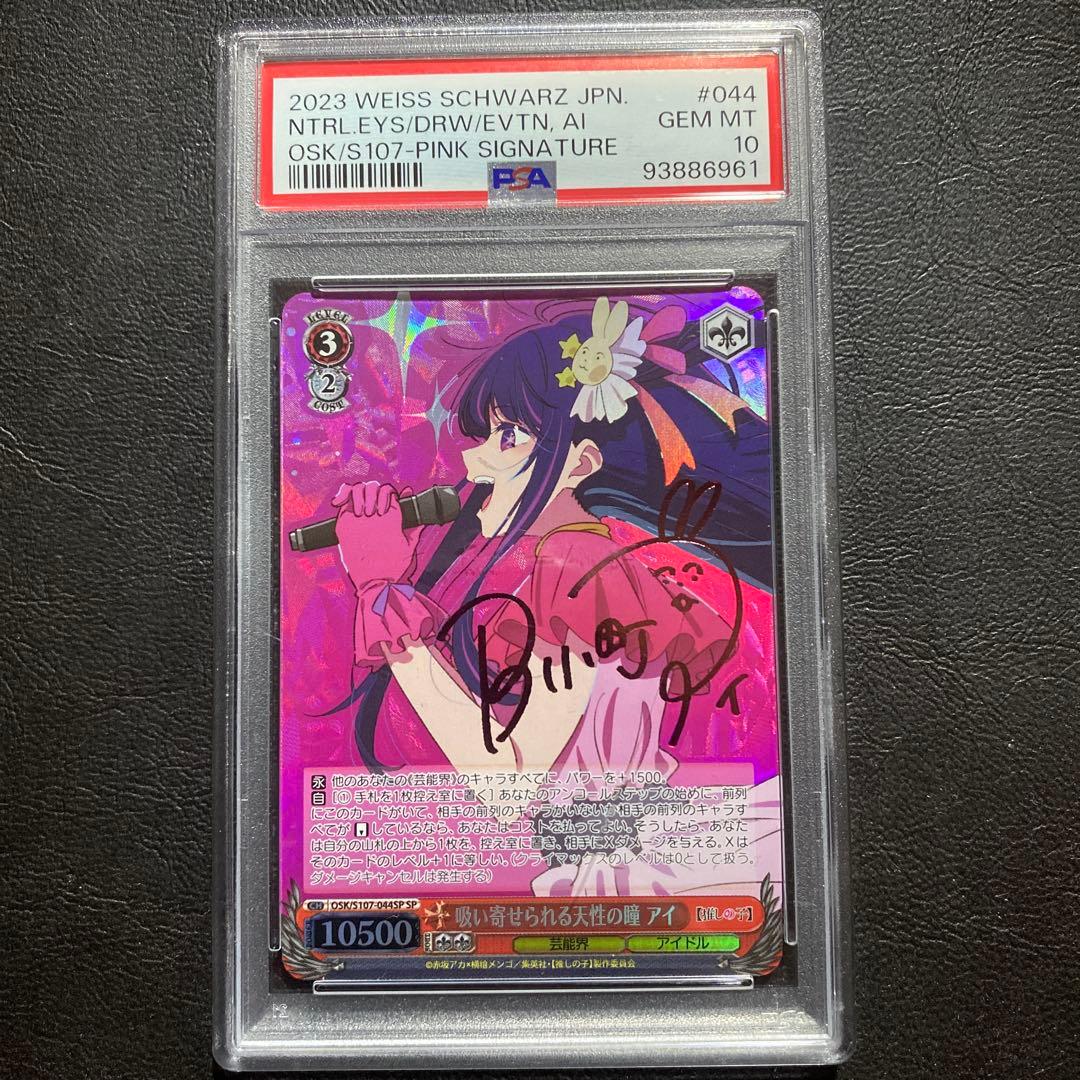 2023 WEISS SCHWARZ JPN. #044
NTRL.EYS/DRW/EVTN, AI GEM MT
OSK/S107-PINK SIGNATURE 10
PSA 93886961
LEVEL
3
2
COST
B小町
アイ
永 他のあなたの《芸能界》のキャラすべてに、パワーを+1500。
自 [① 手札を1枚控え室に置く] あなたのアンコールステップの始めに、前列
にこのカードがいて、相手の前列のキャラがいないか相手の前列のキャラす
べてが しているなら、あなたはコストを払ってよい。そうしたら、あなた
は自分の山札の上から1枚を、控え室に置き、相手にXダメージを与える。Xは
そのカードのレベル+1に等しい。(クライマックスのレベルは0として扱う。
ダメージキャンセルは発生する)
CH OSK/S107-044SP SP
吸い寄せられる天性の瞳 アイ 【推しの子】
10500
芸能界 アイドル
©赤坂アカ×横槍メンゴ/集英社・【推しの子】製作委員会